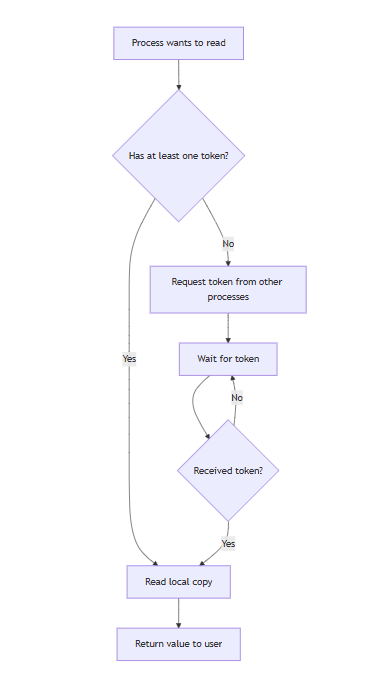 Process wants to read
Has at least one token?
No
Request token from other
processes
Yes
Wait for token
No
Received token?
Yes
Read local copy
Return value to user